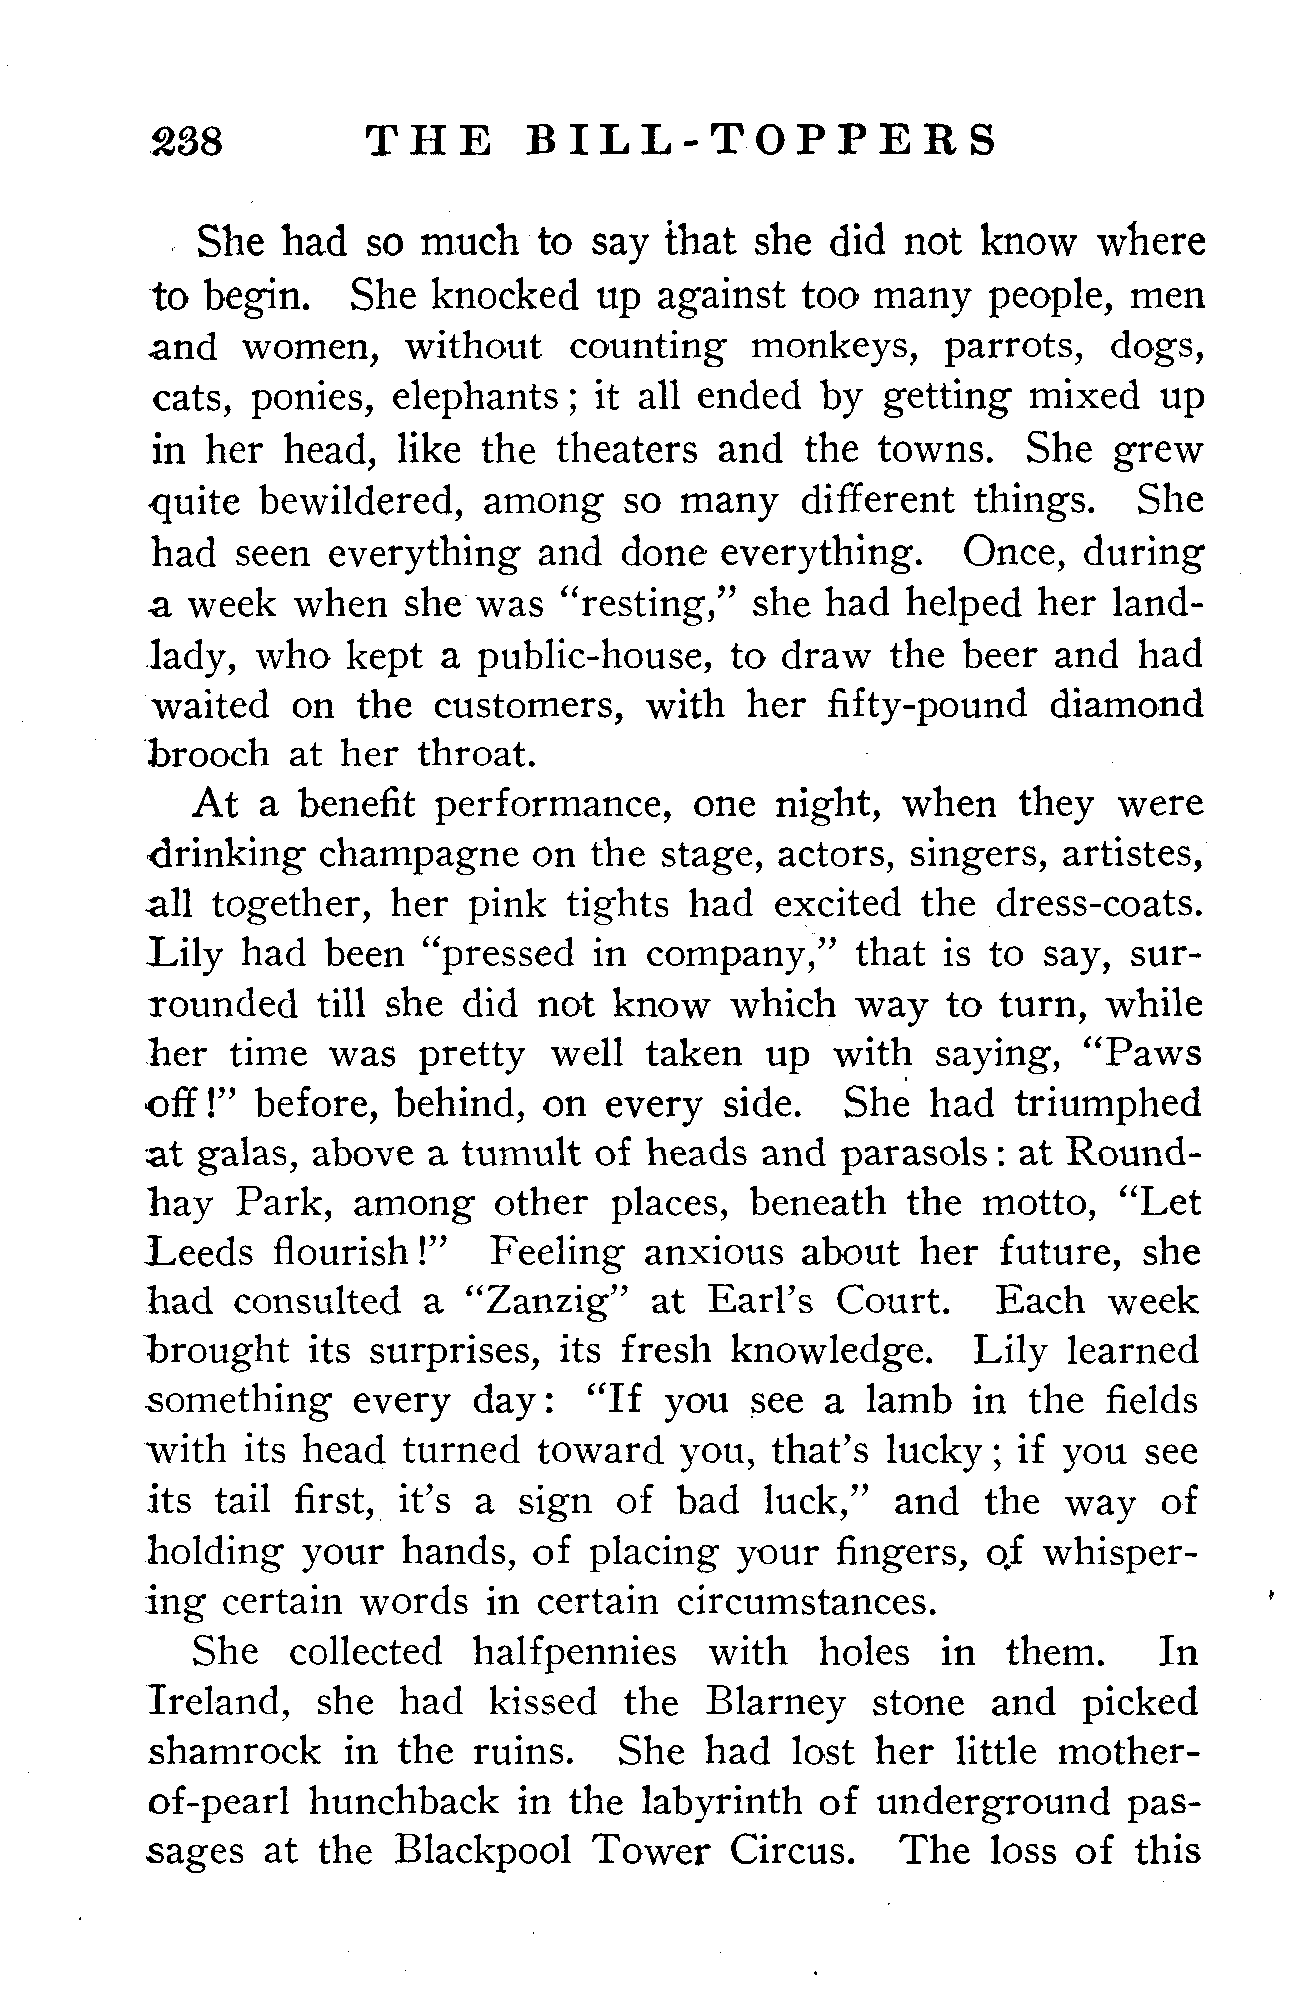 238 THE BILL-TOPPERS
She had so much to say that she did not know where
to begin. She knocked up against too many people, men
and women, without counting monkeys, parrots, dogs,
cats, ponies, elephants; it all ended by getting mixed up
in her head, like the theaters and the towns. She grew
quite bewildered, among so many different things. She
had seen everything and done everything. Once, during
a week when she was "resting," she had helped her land-
lady, who kept a public-house, to draw the beer and had
waited on the customers, with her fifty-pound diamond
brooch at her throat.
At a benefit performance, one night, when they were
drinking champagne on the stage, actors, singers, artistes,
all together, her pink tights had excited the dress-coats.
Lily had been "pressed in company," that is to say, sur-
rounded till she did not know which way to turn, while
her time was pretty well taken up with saying, "Paws
off!" before, behind, on every side. She had triumphed
at galas, above a tumult of heads and parasols: at Round-
hay Park, among other places, beneath the motto, "Let
Leeds flourish!" Feeling anxious about her future, she
had consulted a "Zanzig" at Earl's Court. Each week
brought its surprises, its fresh knowledge. Lily learned
something every day: "If you see a lamb in the fields
with its head turned toward you, that's lucky; if you see
its tail first, it's a sign of bad luck," and the way of
holding your hands, of placing your fingers, of whisper-
ing certain words in certain circumstances.
She collected halfpennies with holes in them. In
Ireland, she had kissed the Blarney stone and picked
shamrock in the ruins. She had lost her little mother-
of-pearl hunchback in the labyrinth of underground pas-
sages at the Blackpool Tower Circus. The loss of this